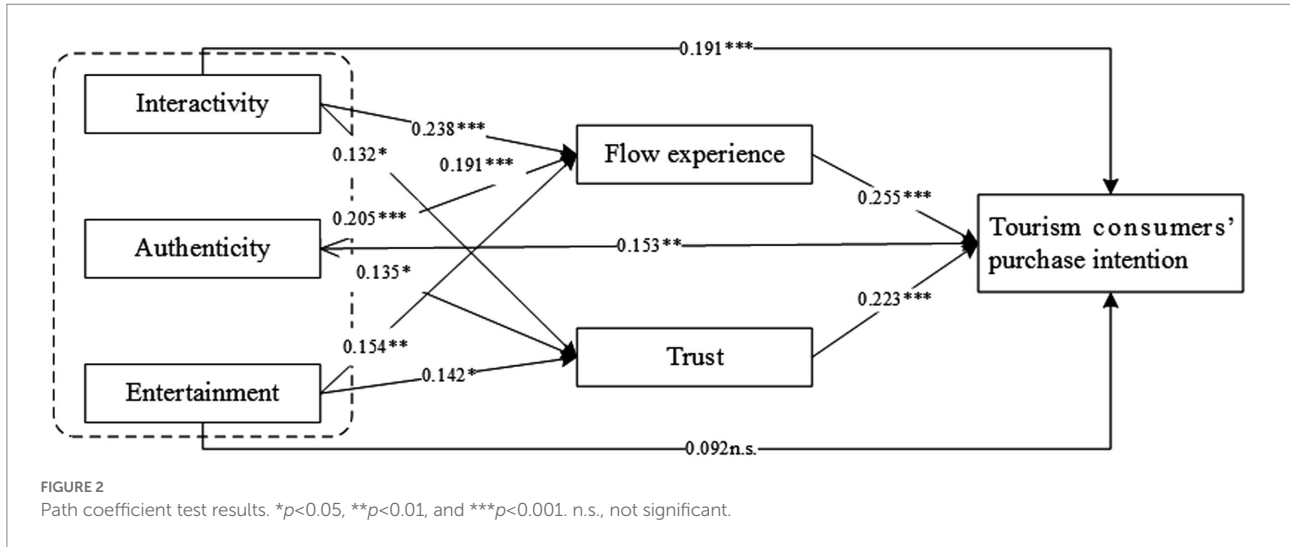 0.191***
Interactivity
0.238***
Flow experience
0.132*
0.191***
0.255***
0.205***
Authenticity
0.153**
Tourism consumers'
purchase intention
0.135*
0.223***
0.154**
Trust
0.142*
Entertainment
0.092n.s.
FIGURE 2
Path coefficient test results. *p<0.05, **p<0.01, and ***p<0.001. n.s., not significant.